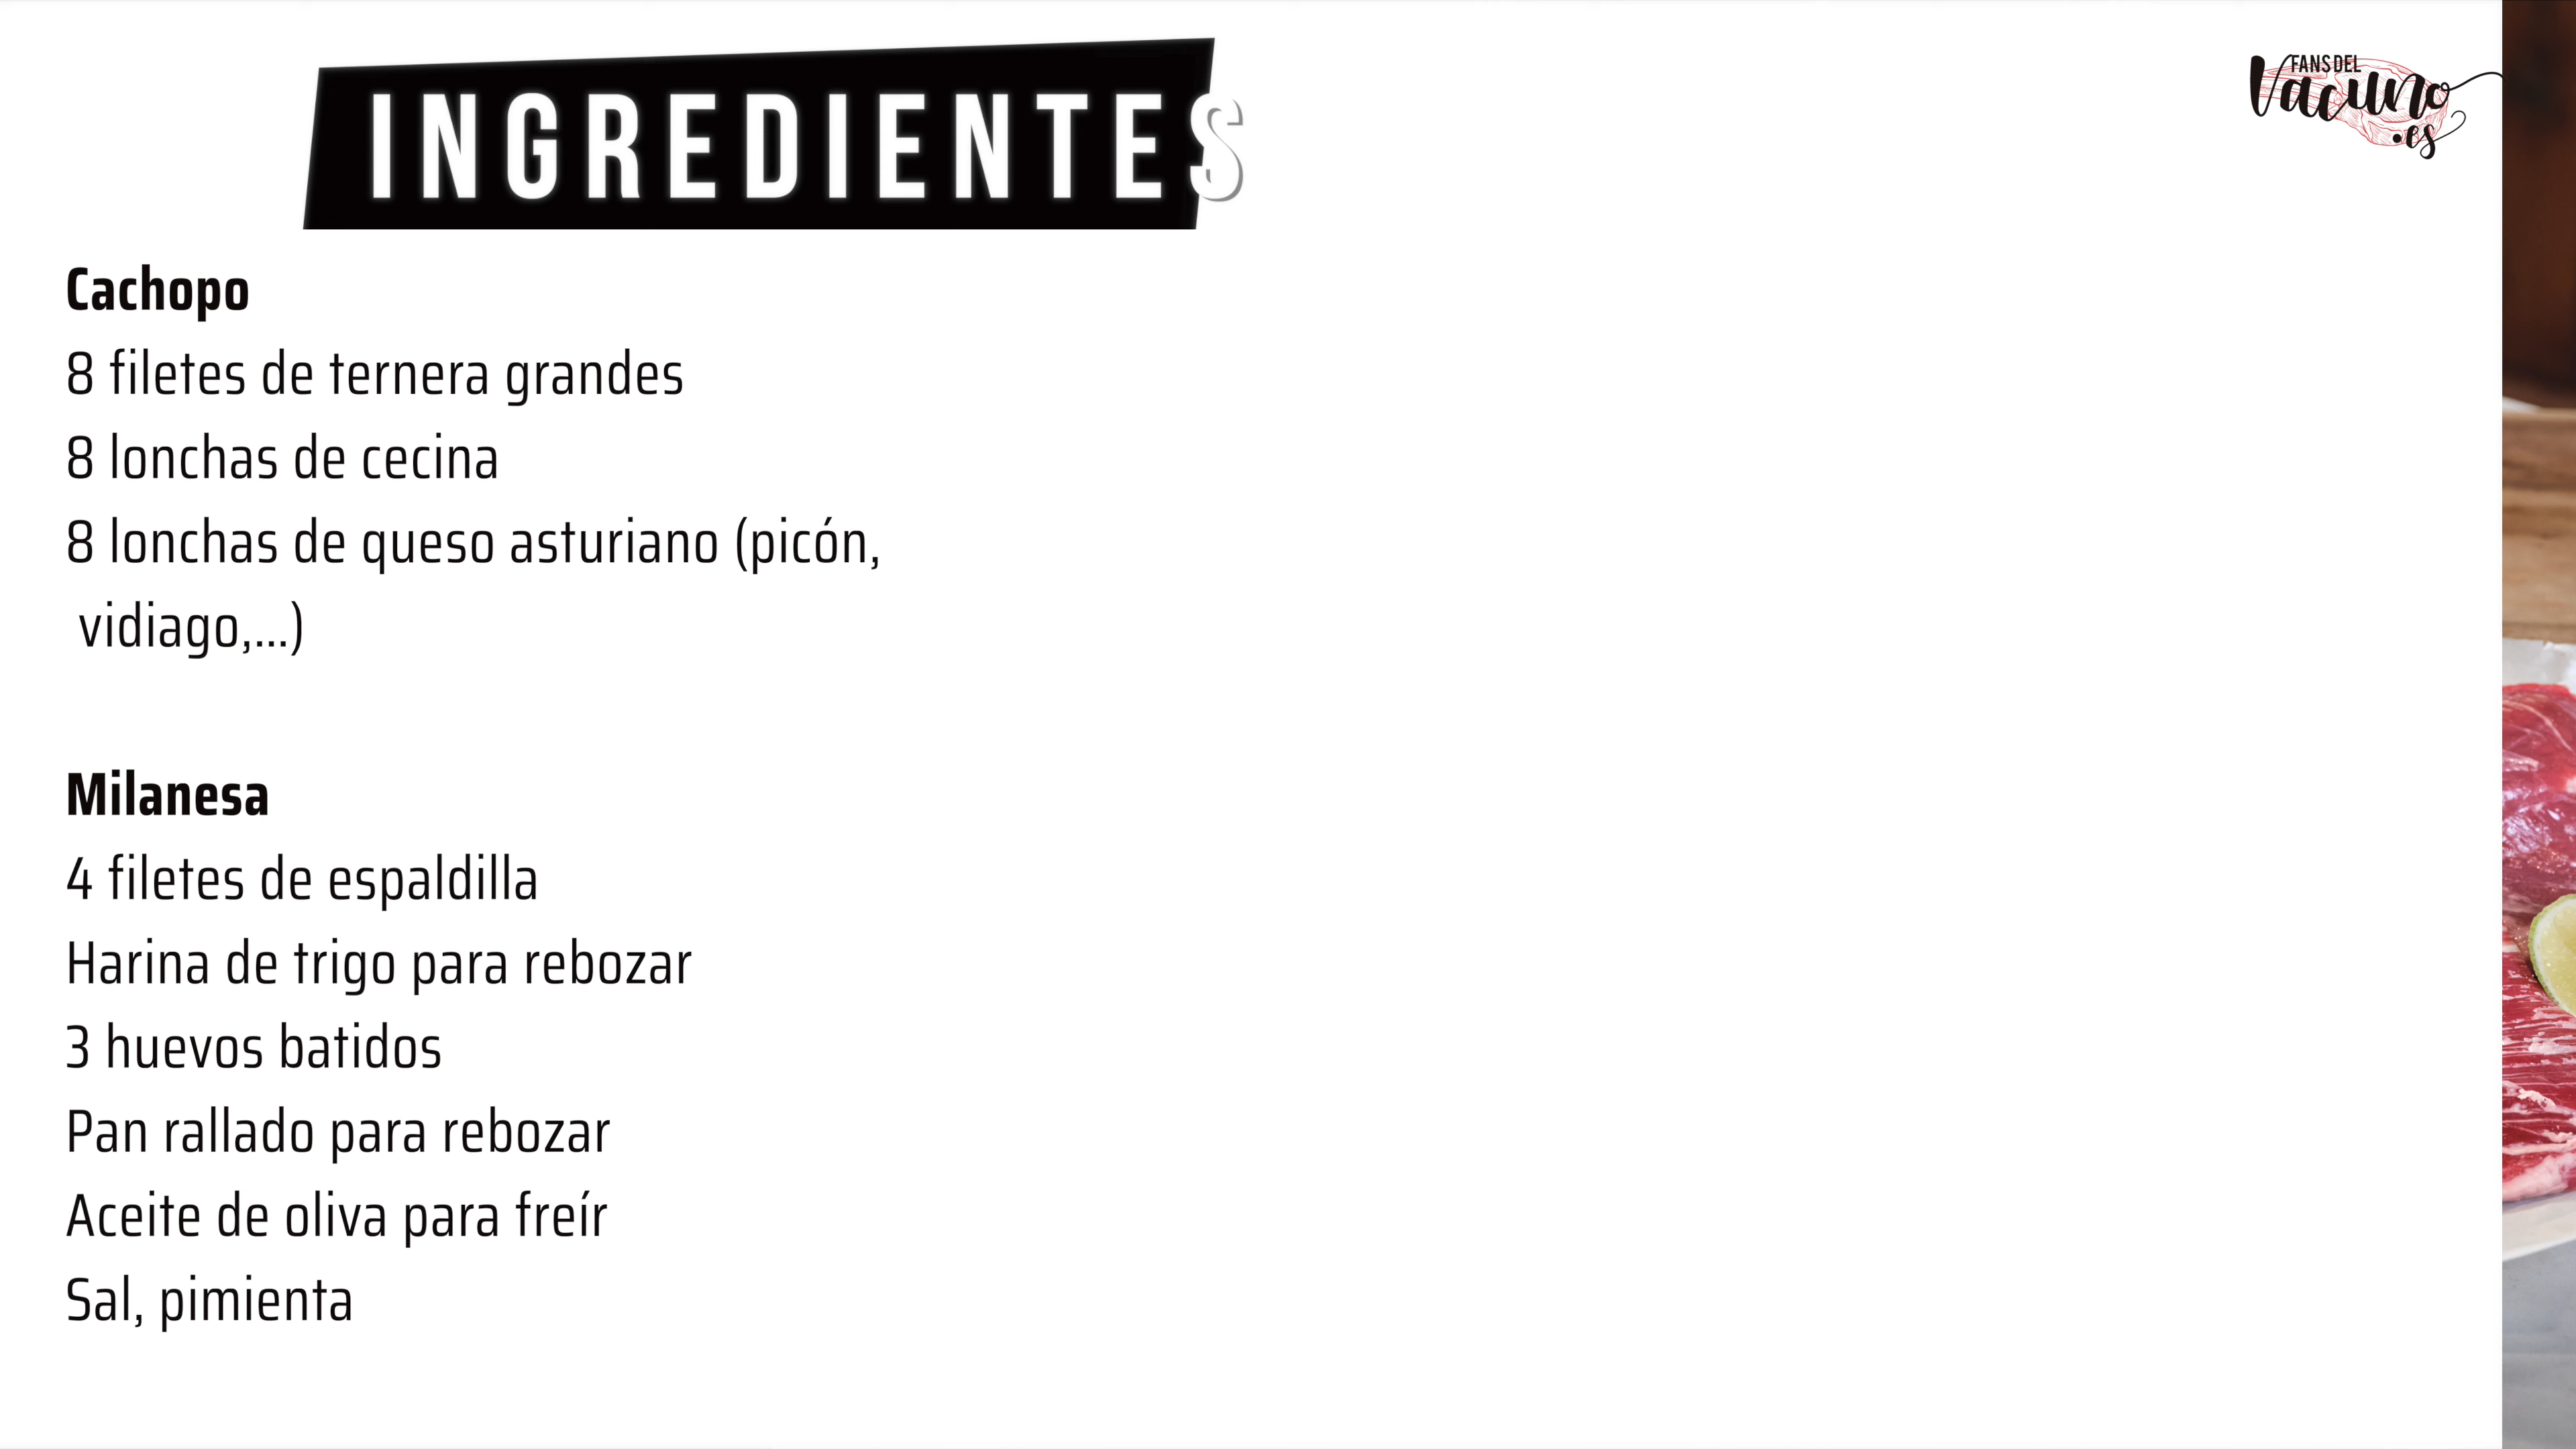 INGREDIENTES
FANS DEL
Vacuno
.es
Cachopo
8 filetes de ternera grandes
8 lonchas de cecina
8 lonchas de queso asturiano (picón,
vidiago,...)
Milanesa
4 filetes de espaldilla
Harina de trigo para rebozar
3 huevos batidos
Pan rallado para rebozar
Aceite de oliva para freír
Sal, pimienta